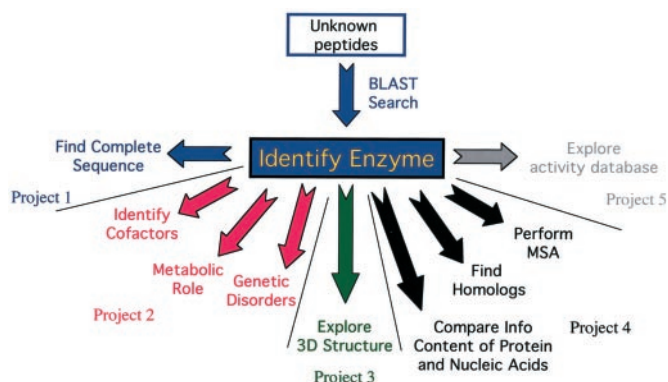 Unknown
peptides
BLAST
Search
Find Complete
Sequence
Identify Enzyme
Explore
activity database
Project 1
Project 5
Identify
Cofactors
Metabolic
Role
Genetic
Disorders
Project 2
Explore
3D Structure
Project 3
Perform
MSA
Find
Homologs
Compare Info
Content of Protein
and Nucleic Acids
Project 4